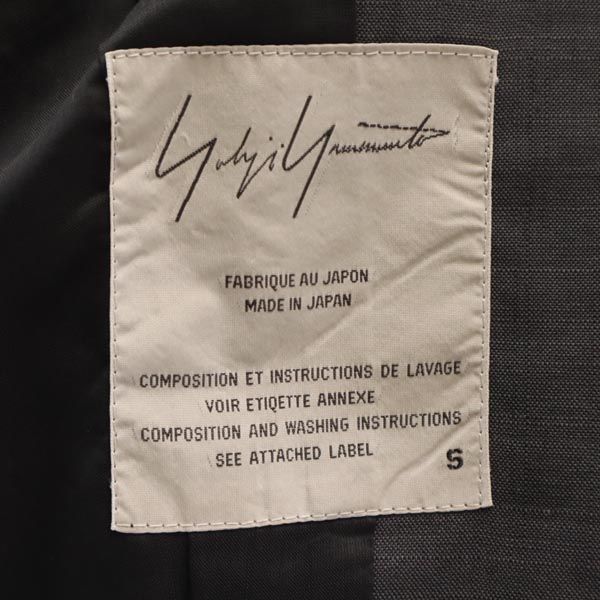 Yohji Yamamoto
FABRIQUE AU JAPON
MADE IN JAPAN
COMPOSITION ET INSTRUCTIONS DE LAVAGE
VOIR ETIQETTE ANNEXE
COMPOSITION AND WASHING INSTRUCTIONS
SEE ATTACHED LABEL
S